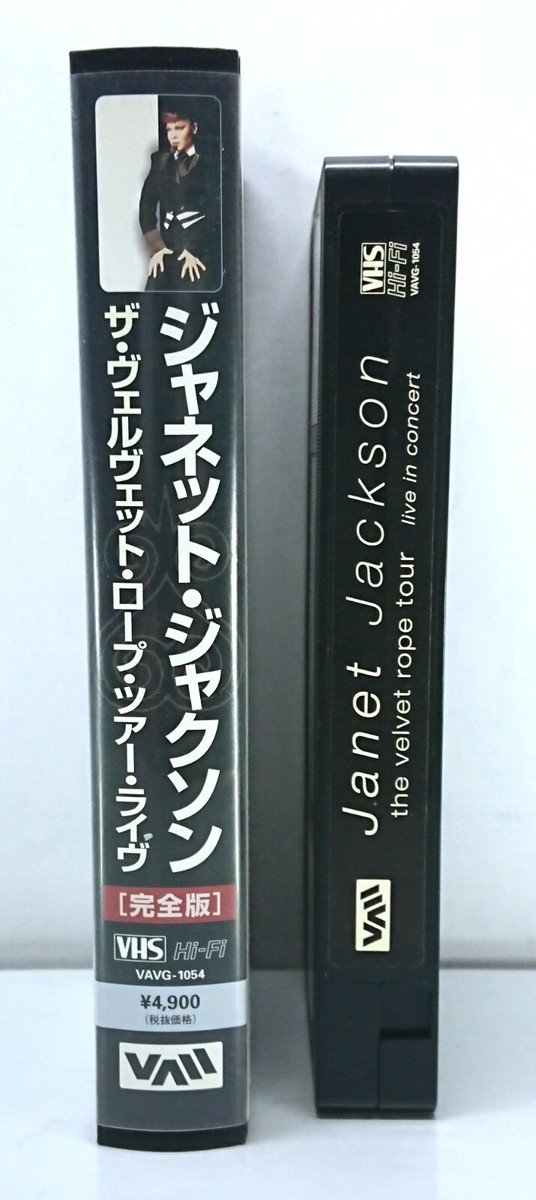 ジャネット・ジャクソン
ザ・ヴェルヴェット・ロープ・ツアー・ライヴ
[完全版]
VHS Hi-Fi
VAVG-1054
¥4,900
(税抜価格)
VAP
VHS
Hi-Fi
VAVG-1054
Janet Jackson
the velvet rope tour live in concert
VAP